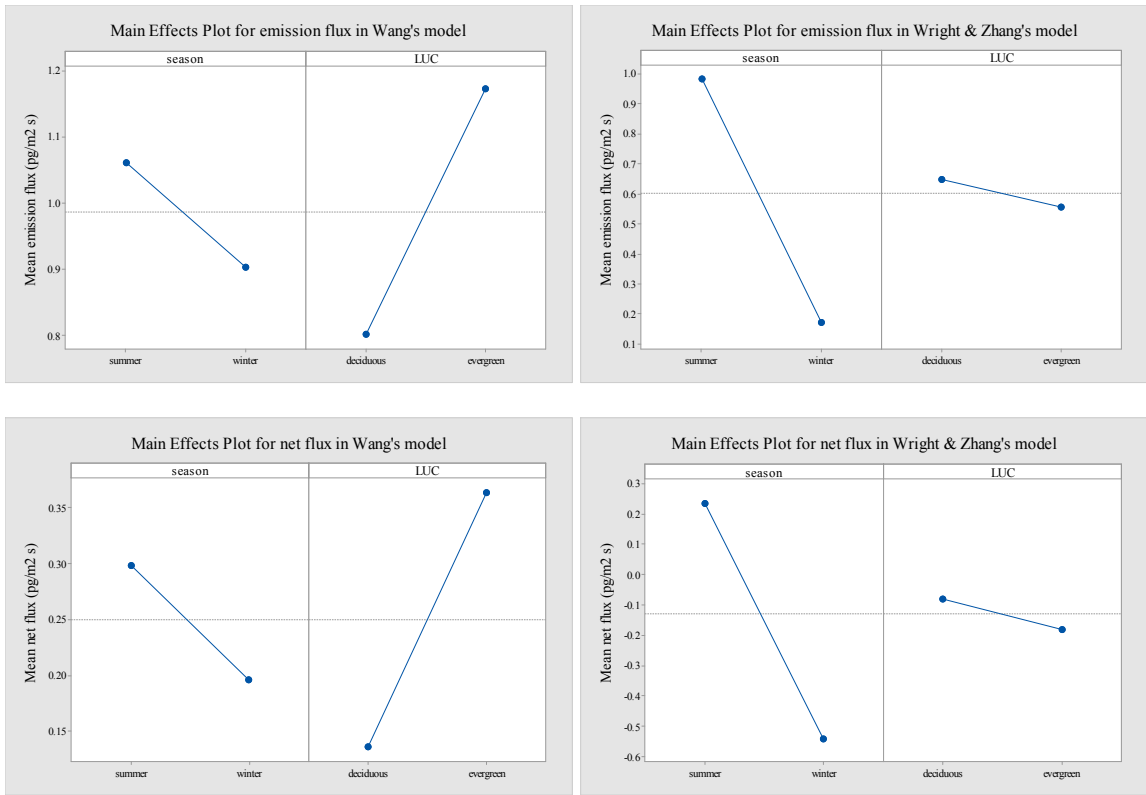 Main Effects Plot for emission flux in Wang's model
season LUC
1.2
1.1
1.0
0.9
0.8
Mean emission flux (pg/m2 s)
summer winter deciduous evergreen
Main Effects Plot for emission flux in Wright & Zhang's model
season LUC
1.0
0.9
0.8
0.7
0.6
0.5
0.4
0.3
0.2
0.1
Mean emission flux (pg/m2 s)
summer winter deciduous evergreen
Main Effects Plot for net flux in Wang's model
season LUC
0.35
0.30
0.25
0.20
0.15
Mean net flux (pg/m2 s)
summer winter deciduous evergreen
Main Effects Plot for net flux in Wright & Zhang's model
season LUC
0.3
0.2
0.1
0.0
-0.1
-0.2
-0.3
-0.4
-0.5
-0.6
Mean net flux (pg/m2 s)
summer winter deciduous evergreen